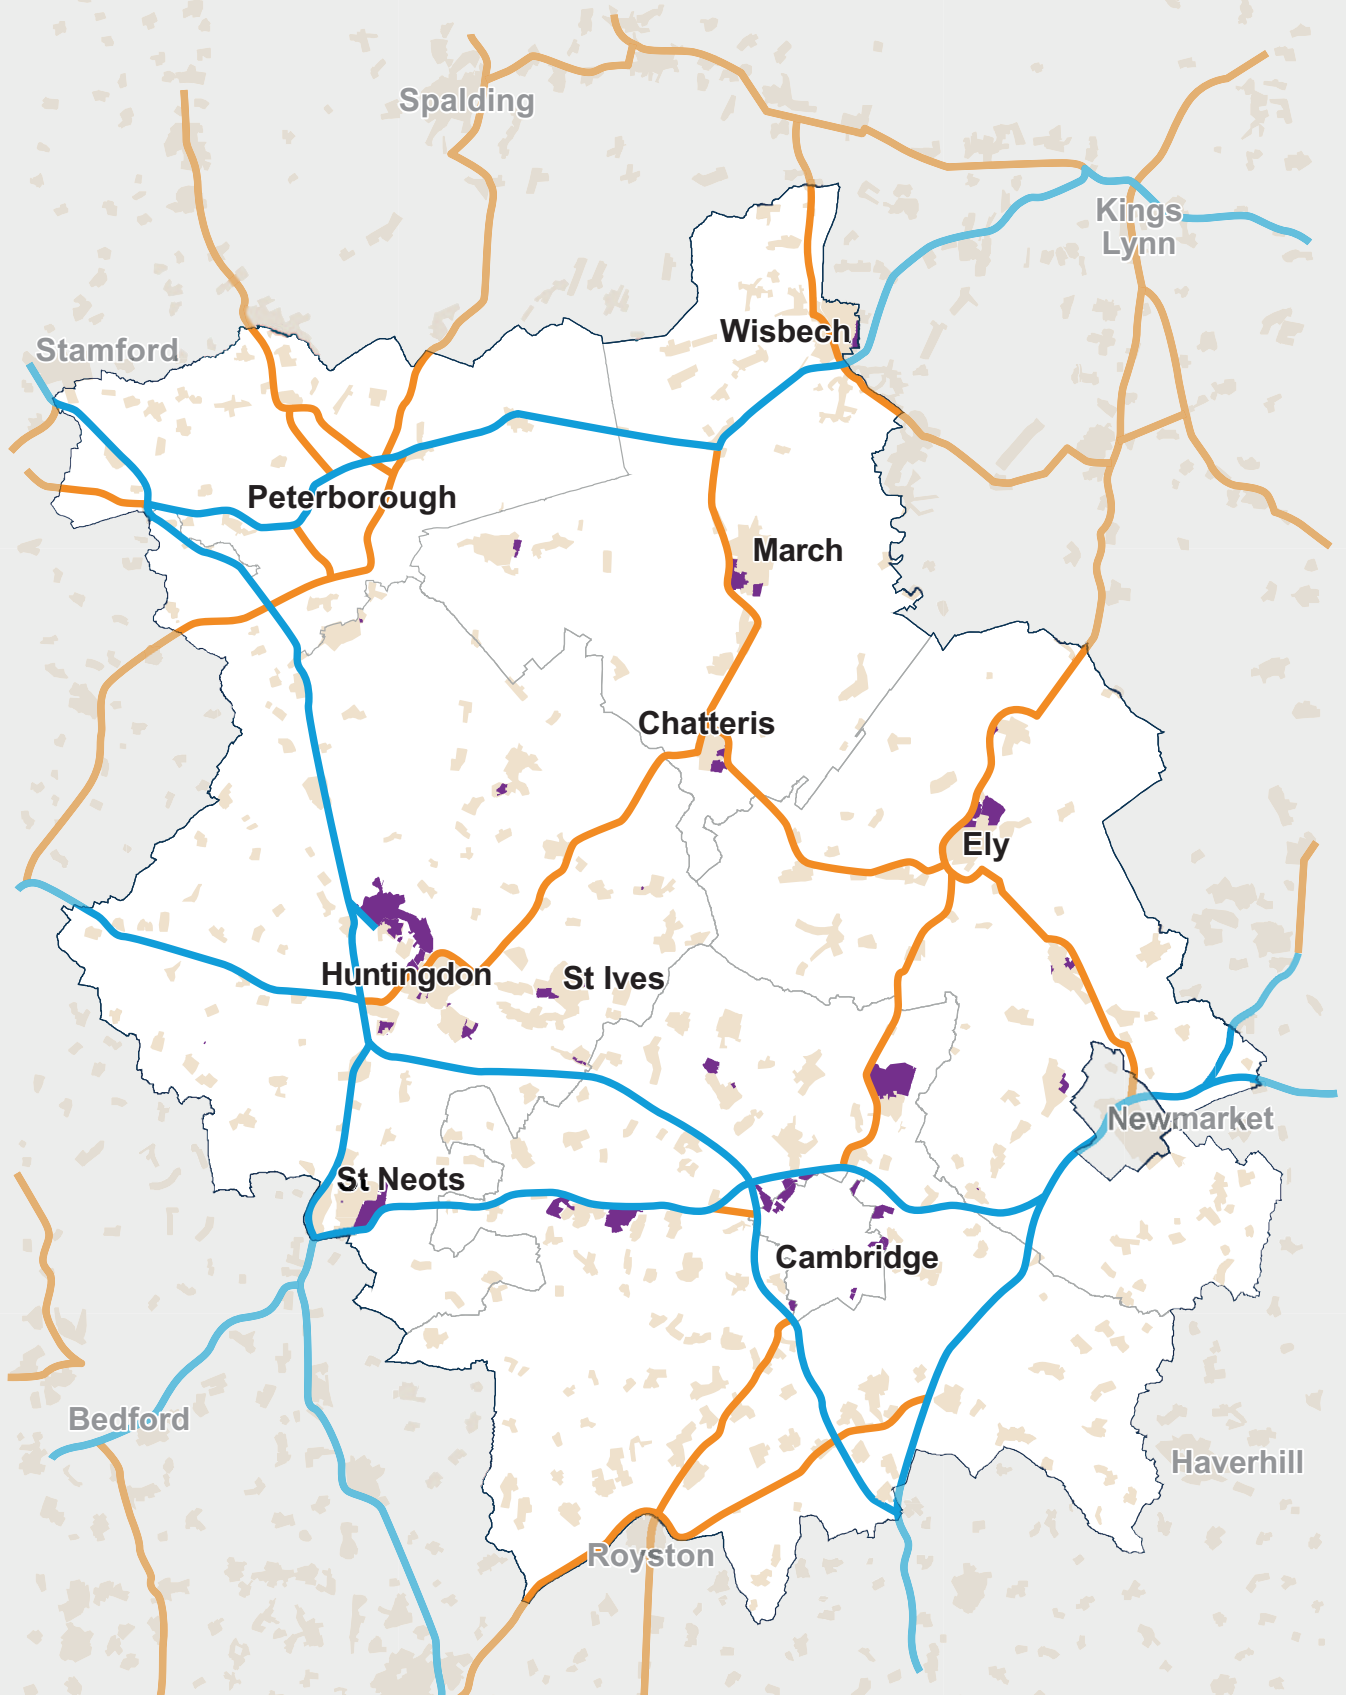 Spalding
Kings
Lynn
Wisbech
Stamford
Peterborough
March
Chatteris
Ely
Huntingdon
St Ives
Newmarket
St Neots
Cambridge
Bedford
Haverhill
Royston